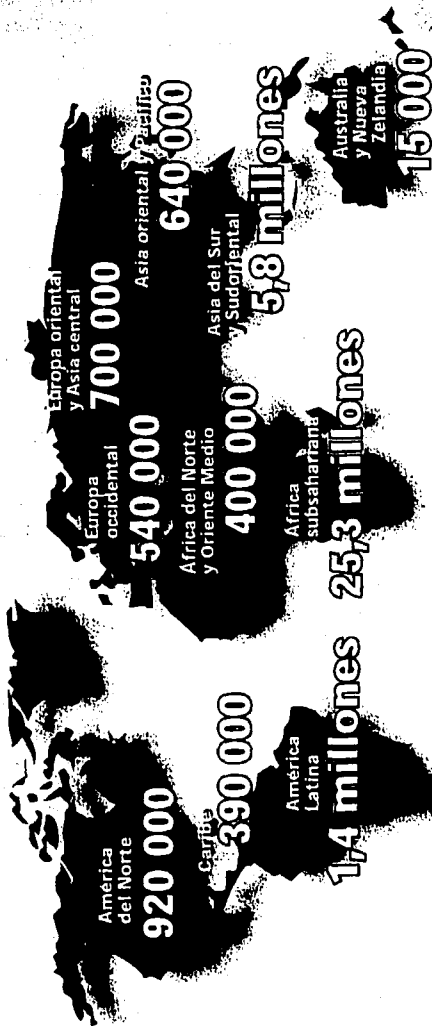 América
del Norte
920 000
Caribe
390 000
América
Latina
1,4 millones
Europa
occidental
540 000
África del Norte
y Oriente Medio
400 000
África
subsahariana
25,3 millones
Europa oriental
y Asia central
700 000
Asia oriental y Pacífico
640 000
Asia del Sur
y Sudoriental
5,8 millones
Australia
y Nueva
Zelandia
15 000